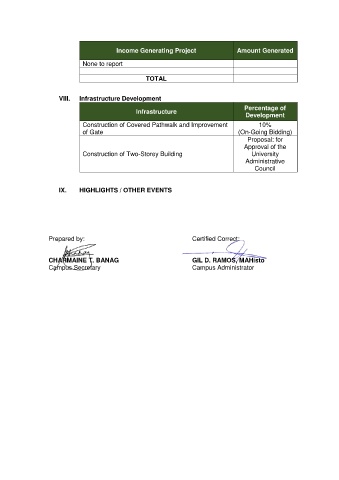 Income Generating Project Amount Generated
None to report
TOTAL
VIII. Infrastructure Development
Infrastructure Percentage of
Development
Construction of Covered Pathwalk and Improvement
of Gate
10%
(On-Going Bidding)
Construction of Two-Storey Building
Proposal: for
Approval of the
University
Administrative
Council
IX. HIGHLIGHTS / OTHER EVENTS
Prepared by: Certified Correct:
CHARMAINE T. BANAG GIL D. RAMOS, MAHisto
Campus Secretary Campus Administrator